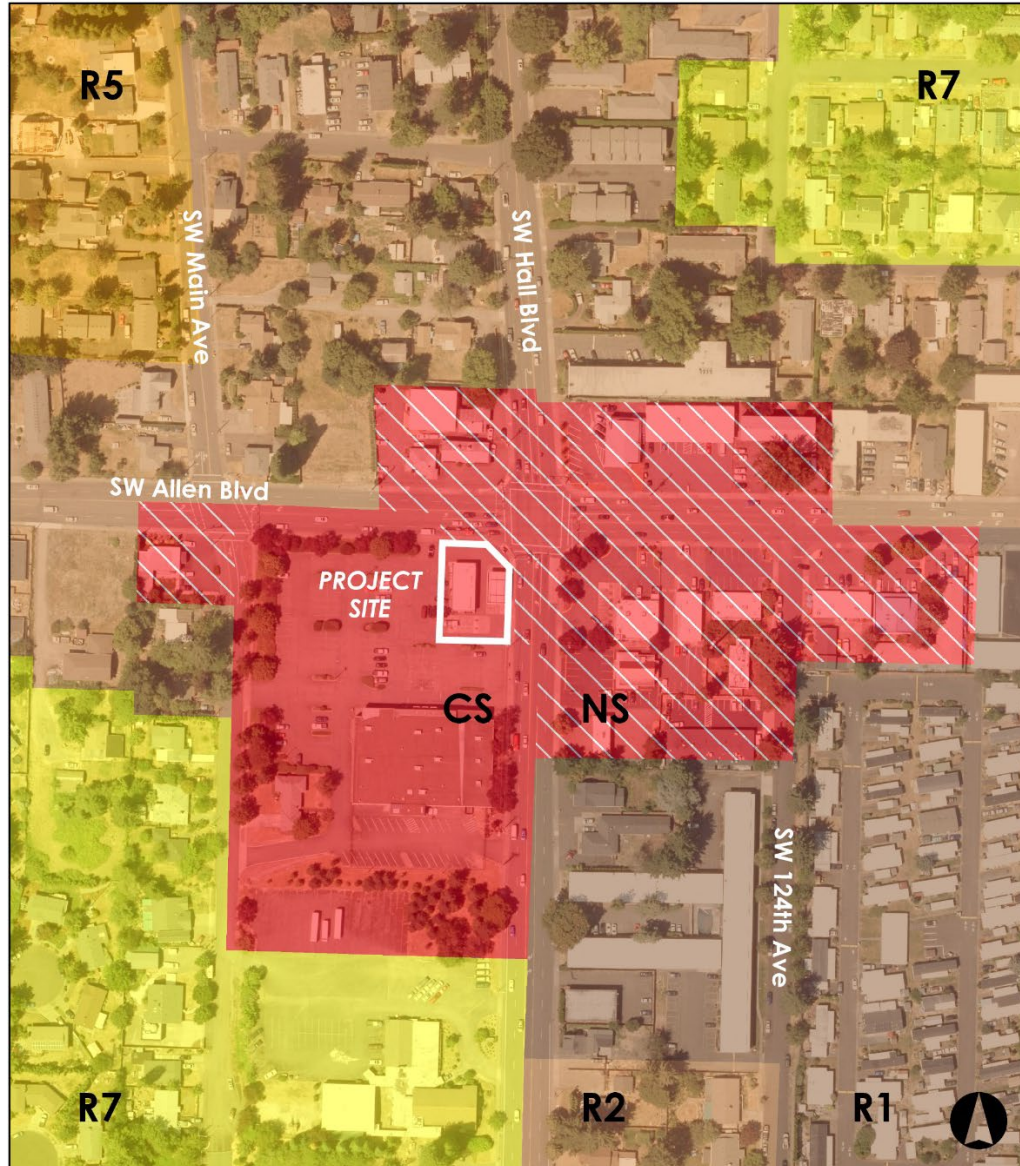 R5
R7
SW Main Ave
SW Hall Blvd
SW Allen Blvd
PROJECT
SITE
CS
NS
SW 124th Ave
R7
R2
R1